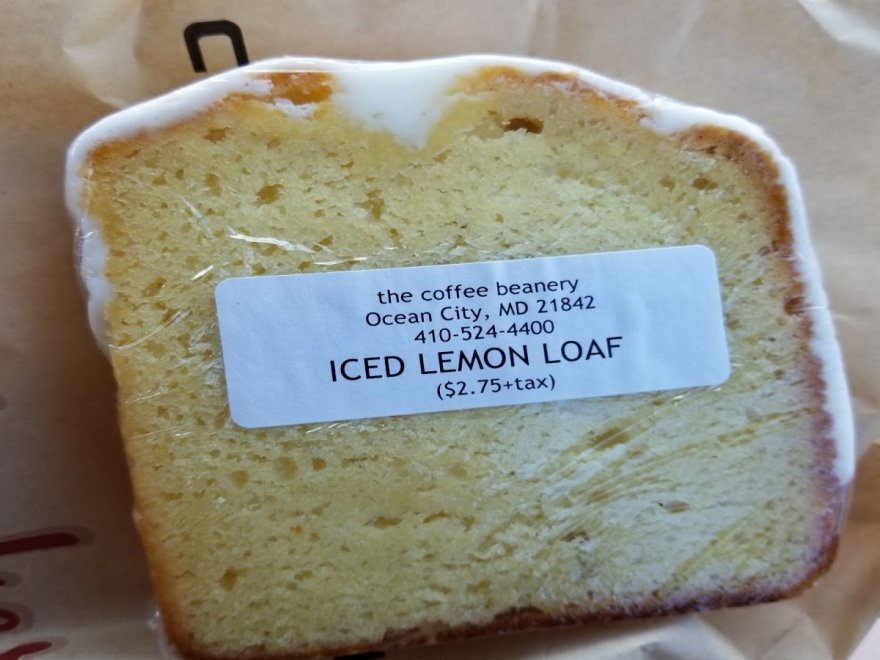 the coffee beanery
Ocean City, MD 21842
410-524-4400
ICED LEMON LOAF
($2.75+tax)